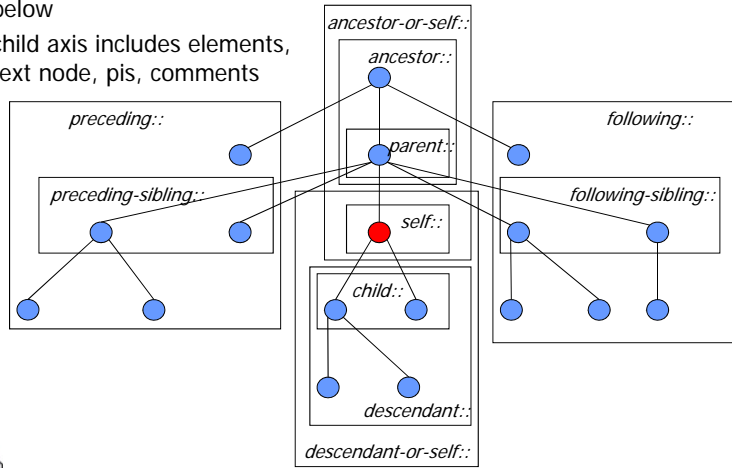 below
child axis includes elements,
ext node, pis, comments
ancestor-or-self::
ancestor::
preceding::
following::
parent::
preceding-sibling::
following-sibling::
self::
child::
descendant::
descendant-or-self::